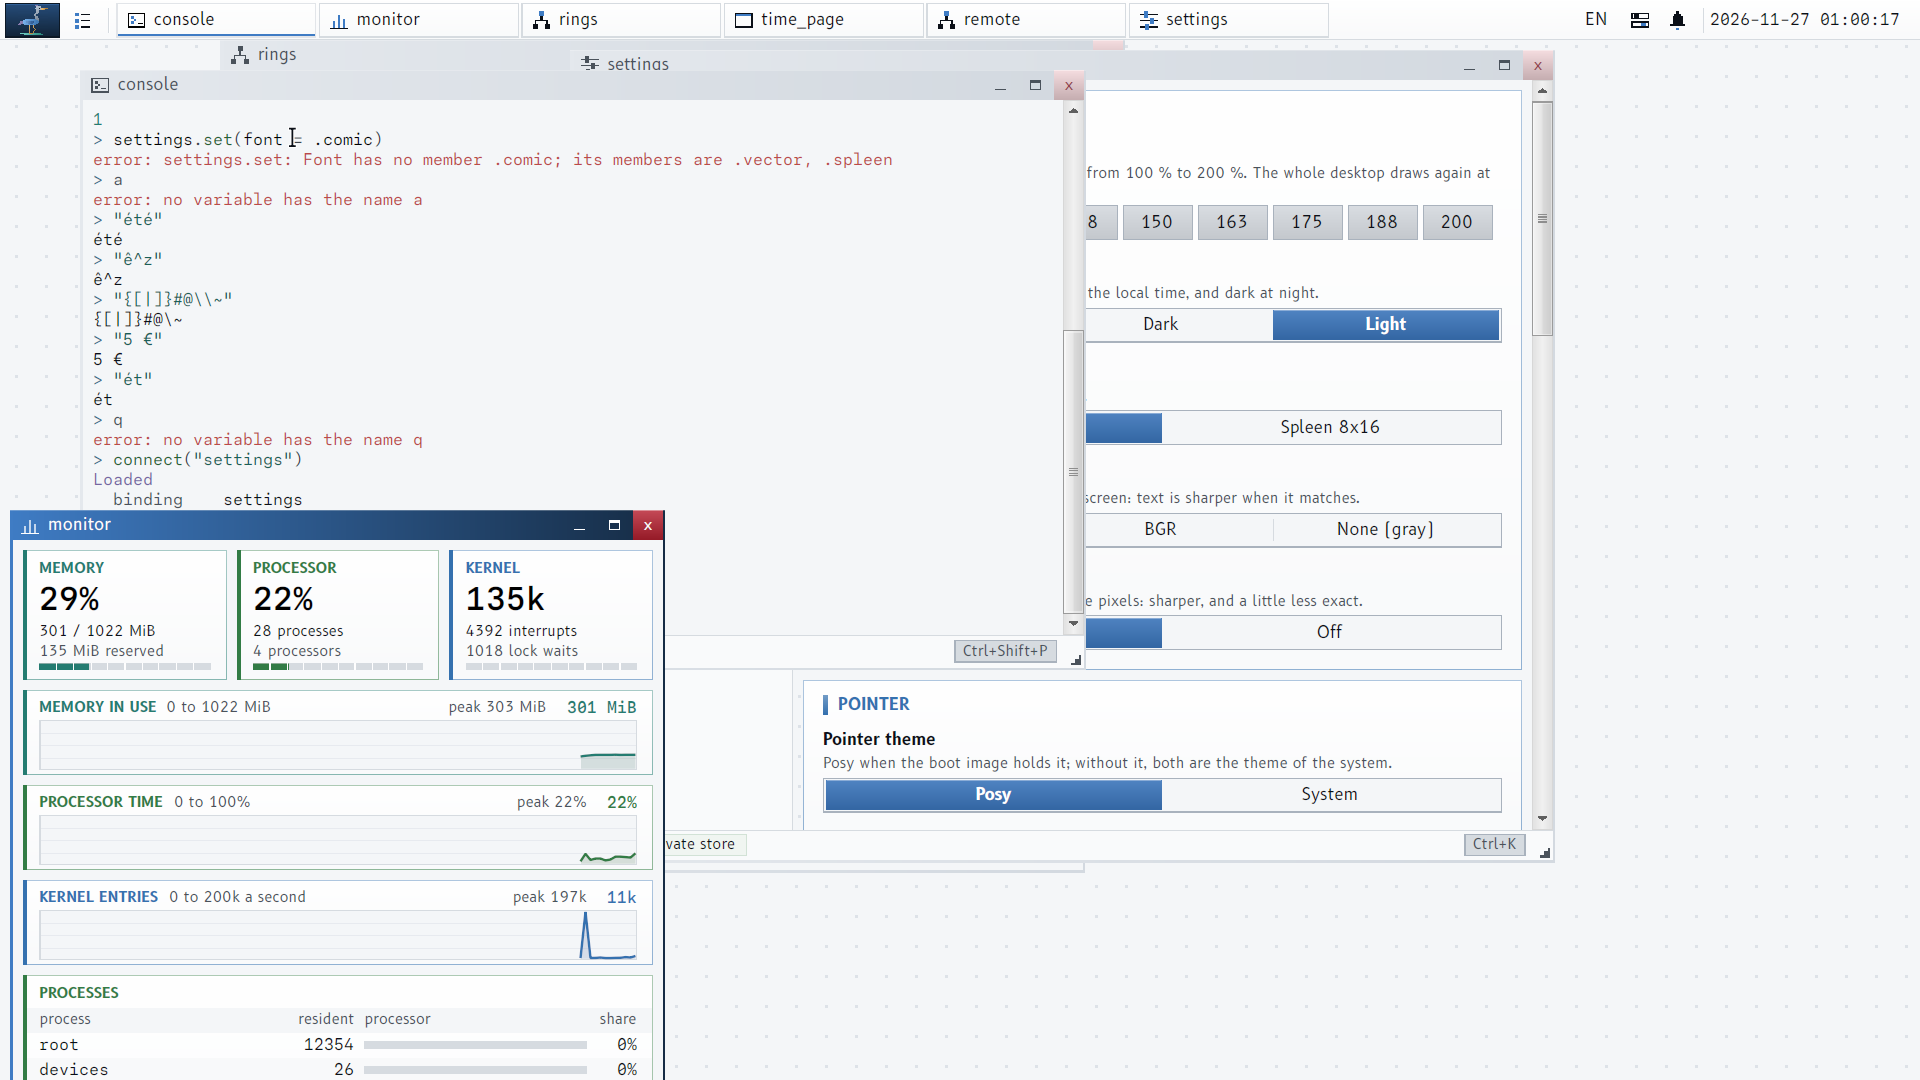 console
monitor
rings
time_page
remote
settings
EN
2026-11-27 01:00:17
rings
settings
x
console
x
1
> settings.set(font = .comic)
error: settings.set: Font has no member .comic; its members are .vector, .spleen
> a
error: no variable has the name a
> "été"
été
> "ê^z"
ê^z
> "{[|]}#@\\~"
{[|]}#@\~
> "5 €"
5 €
> "ét"
ét
> q
error: no variable has the name q
> connect("settings")
Loaded
binding settings
Ctrl+Shift+P
from 100 % to 200 %. The whole desktop draws again at
8 150 163 175 188 200
the local time, and dark at night.
Dark Light
Spleen 8x16
screen: text is sharper when it matches.
BGR None (gray)
e pixels: sharper, and a little less exact.
Off
POINTER
Pointer theme
Posy when the boot image holds it; without it, both are the theme of the system.
Posy System
vate store
Ctrl+K
monitor
x
MEMORY
29%
301 / 1022 MiB
135 MiB reserved
PROCESSOR
22%
28 processes
4 processors
KERNEL
135k
4392 interrupts
1018 lock waits
MEMORY IN USE 0 to 1022 MiB peak 303 MiB 301 MiB
PROCESSOR TIME 0 to 100% peak 22% 22%
KERNEL ENTRIES 0 to 200k a second peak 197k 11k
PROCESSES
process resident processor share
root 12354 0%
devices 26 0%